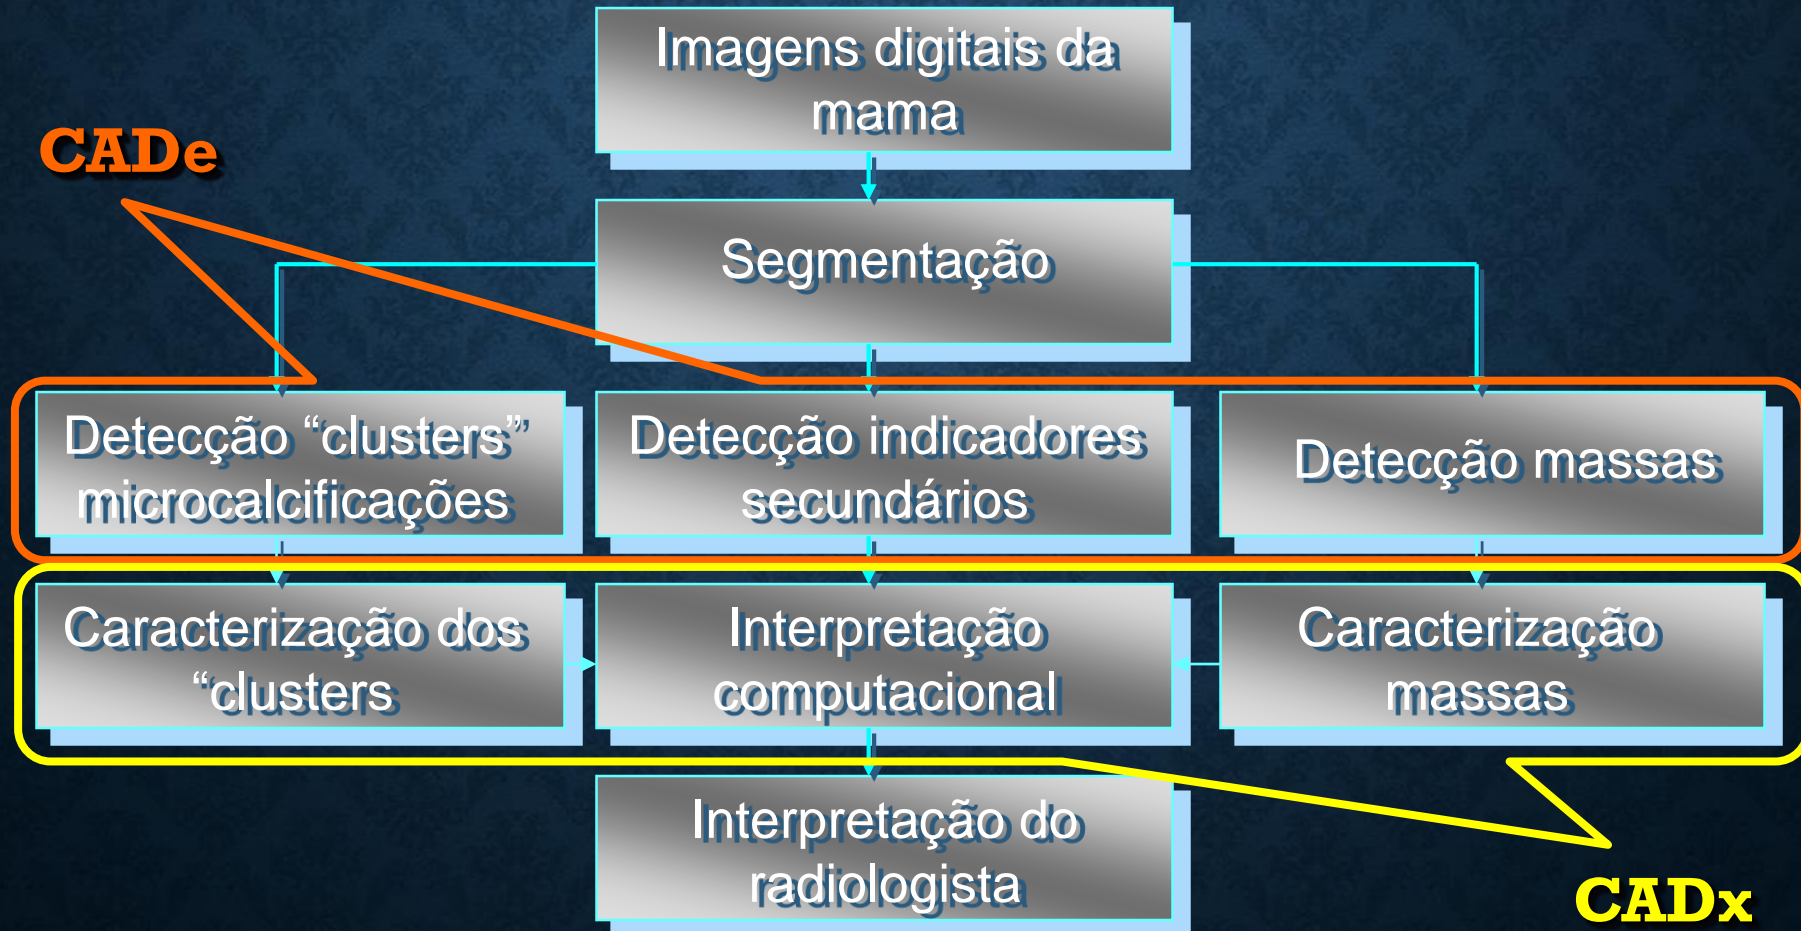 Imagens digitais da
mama
CADe
Segmentação
Detecção “clusters”
microcalcificações
Detecção indicadores
secundários
Detecção massas
Caracterização dos
“clusters
Interpretação
computacional
Caracterização
massas
Interpretação do
radiologista
CADx